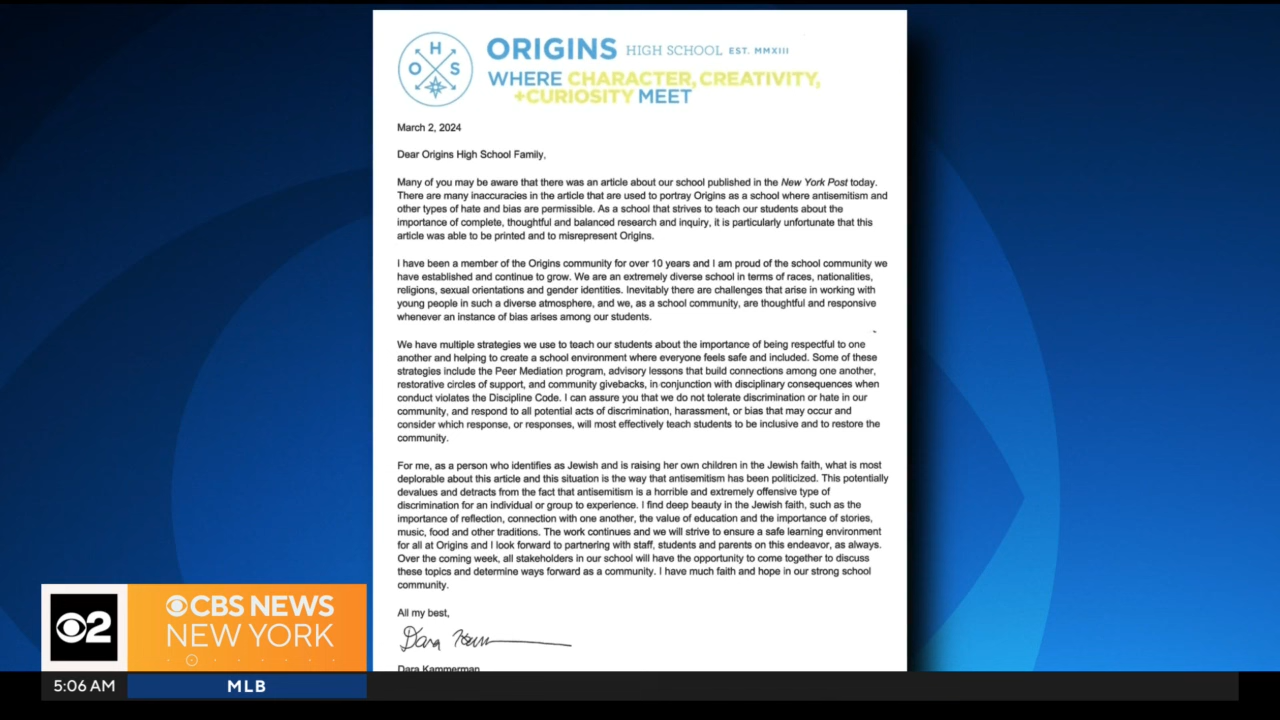 H
O S
ORIGINS HIGH SCHOOL EST. MMXIII
WHERE CHARACTER, CREATIVITY,
+CURIOSITY MEET
March 2, 2024
Dear Origins High School Family,
Many of you may be aware that there was an article about our school published in the New York Post today.
There are many inaccuracies in the article that are used to portray Origins as a school where antisemitism and
other types of hate and bias are permissible. As a school that strives to teach our students about the
importance of complete, thoughtful and balanced research and inquiry, it is particularly unfortunate that this
article was able to be printed and to misrepresent Origins.
I have been a member of the Origins community for over 10 years and I am proud of the school community we
have established and continue to grow. We are an extremely diverse school in terms of races, nationalities,
religions, sexual orientations and gender identities. Inevitably there are challenges that arise in working with
young people in such a diverse atmosphere, and we, as a school community, are thoughtful and responsive
whenever an instance of bias arises among our students.
We have multiple strategies we use to teach our students about the importance of being respectful to one
another and helping to create a school environment where everyone feels safe and included. Some of these
strategies include the Peer Mediation program, advisory lessons that build connections among one another,
restorative circles of support, and community givebacks, in conjunction with disciplinary consequences when
conduct violates the Discipline Code. I can assure you that we do not tolerate discrimination or hate in our
community, and respond to all potential acts of discrimination, harassment, or bias that may occur and
consider which response, or responses, will most effectively teach students to be inclusive and to restore the
community.
For me, as a person who identifies as Jewish and is raising her own children in the Jewish faith, what is most
deplorable about this article and this situation is the way that antisemitism has been politicized. This potentially
devalues and detracts from the fact that antisemitism is a horrible and extremely offensive type of
discrimination for an individual or group to experience. I find deep beauty in the Jewish faith, such as the
importance of reflection, connection with one another, the value of education and the importance of stories,
music, food and other traditions. The work continues and we will strive to ensure a safe learning environment
for all at Origins and I look forward to partnering with staff, students and parents on this endeavor, as always.
Over the coming week, all stakeholders in our school will have the opportunity to come together to discuss
these topics and determine ways forward as a community. I have much faith and hope in our strong school
community.
All my best,
Dara
Dara Kammerman
2
CBS NEWS
NEW YORK
5:06 AM
MLB